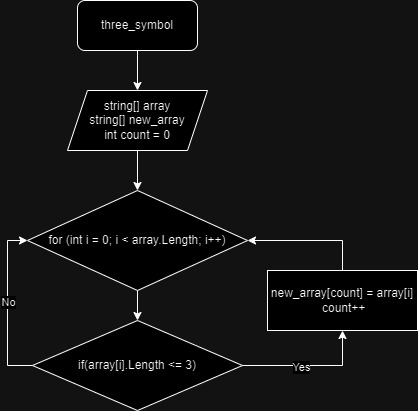 three_symbol
string[] array
string[] new_array
int count = 0
for (int i = 0; i < array.Length; i++)
new_array[count] = array[i]
count++
No
if(array[i].Length <= 3)
Yes